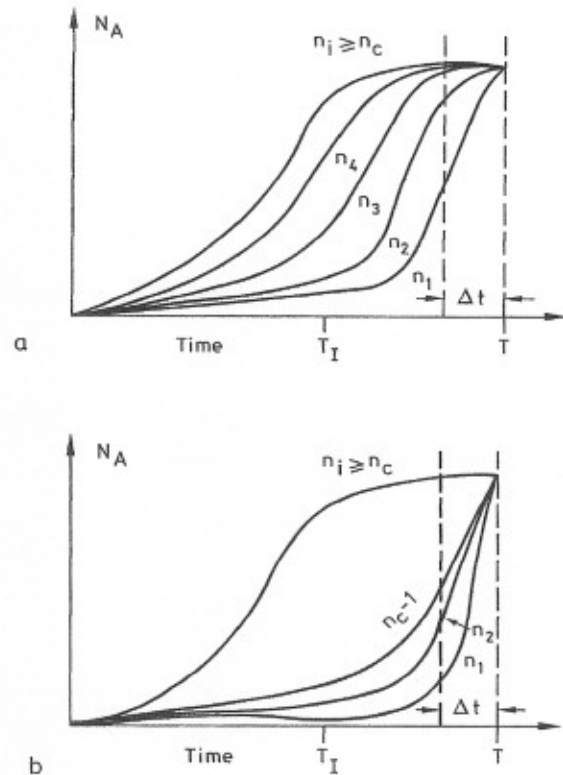 N_A
n_i ≥ n_c
n_4
n_3
n_2
n_1
Δt
a
Time
T_I
T
N_A
n_i ≥ n_c
n_c-1
n_2
n_1
Δt
b
Time
T_I
T